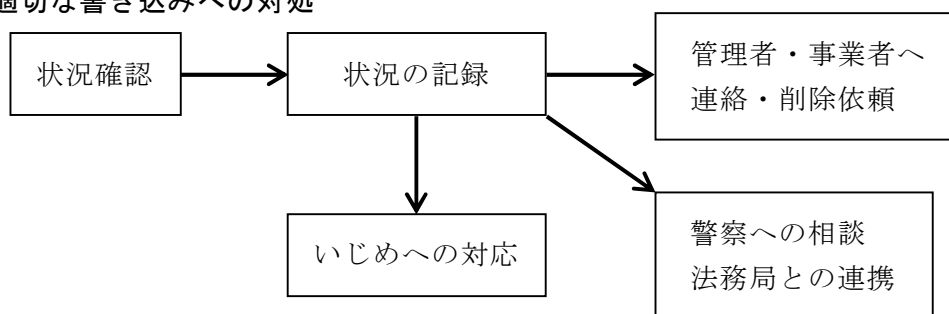 適切な書き込みへの対処
状況確認
状況の記録
管理者・事業者へ
連絡・削除依頼
いじめへの対応
警察への相談
法務局との連携